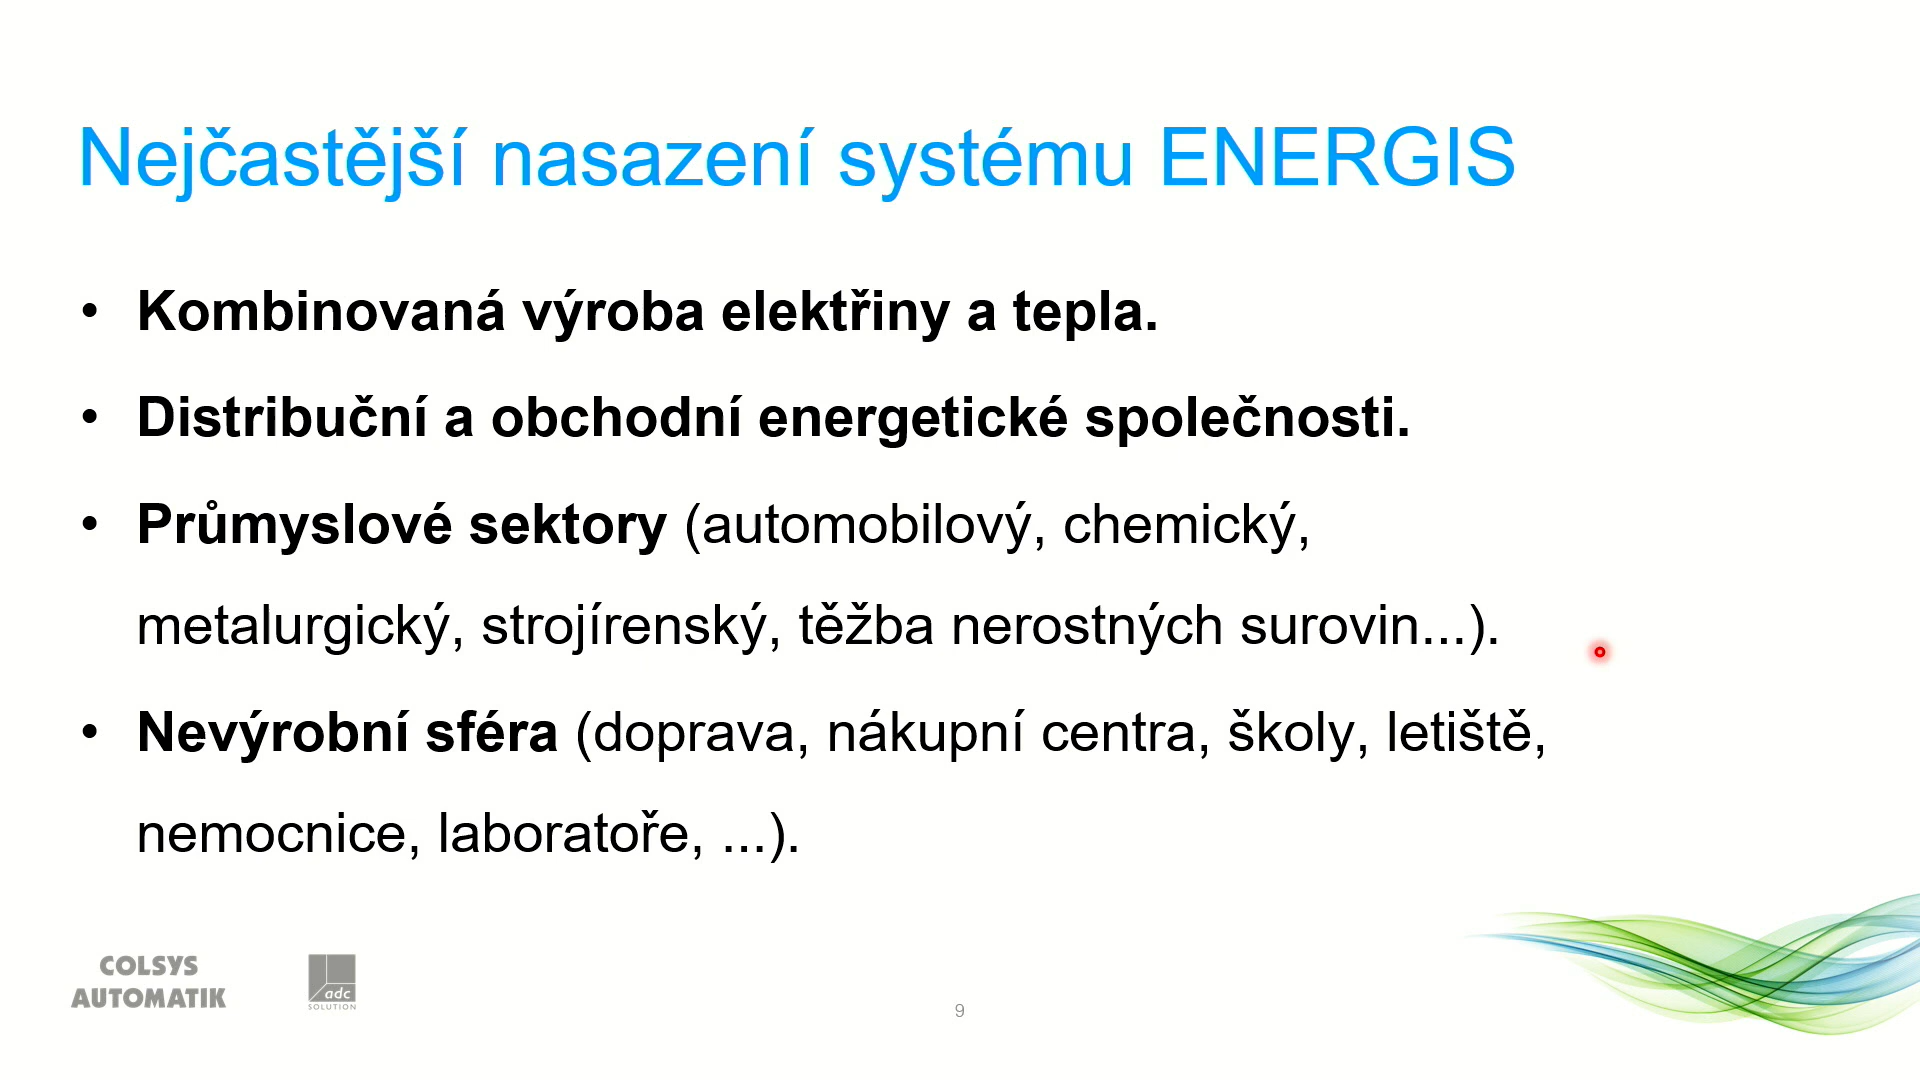 Nejčastější nasazení systému ENERGIS
• Kombinovaná výroba elektřiny a tepla.
• Distribuční a obchodní energetické společnosti.
• Průmyslové sektory (automobilový, chemický,
metalurgický, strojírenský, těžba nerostných surovin...).
• Nevýrobní sféra (doprava, nákupní centra, školy, letiště,
nemocnice, laboratoře, ...).
COLSYS
AUTOMATIK
adc
SOLUTION
9